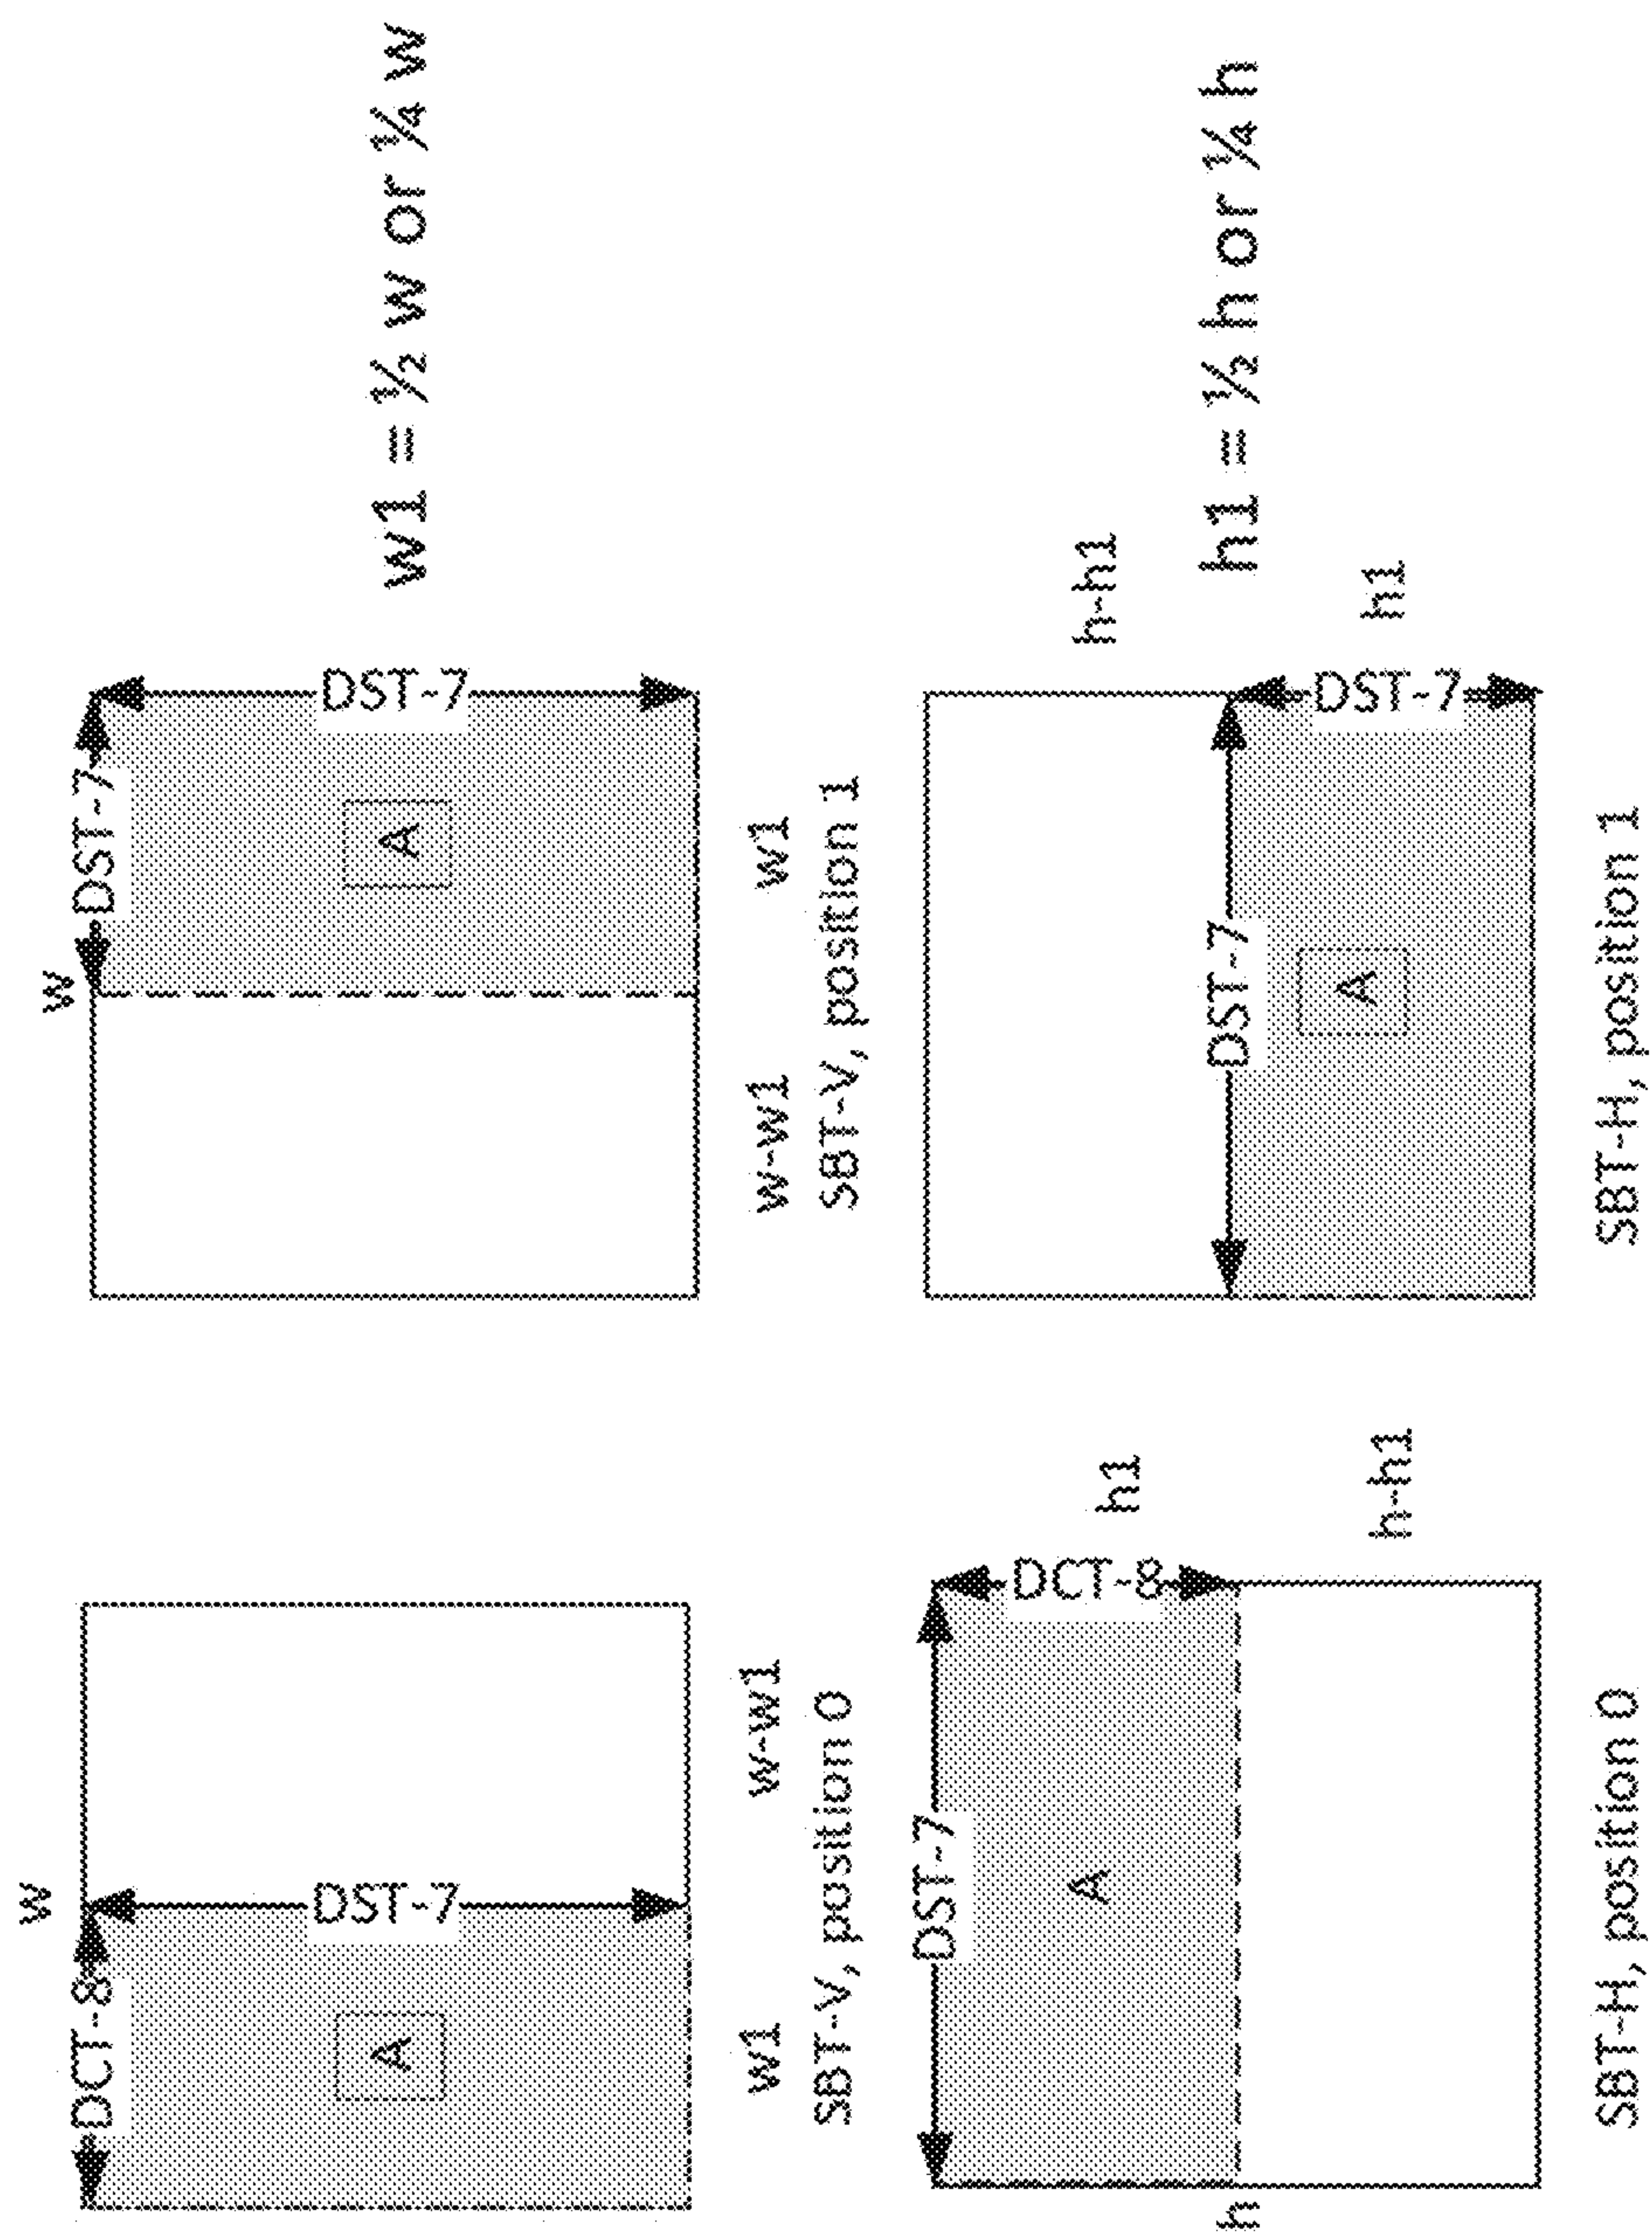 w
w
DCT-8
DST-7
A
DST-7
DST-7
A
w1 = ½ w or ¼ w
w1
w-w1
w-w1
w1
SBT-V, position 0
SBT-V, position 1
DST-7
DCT-8
h1
h-h1
A
h
h-h1
DST-7
DST-7
A
h1
h1 = ½ h or ¼ h
SBT-H, position 0
SBT-H, position 1